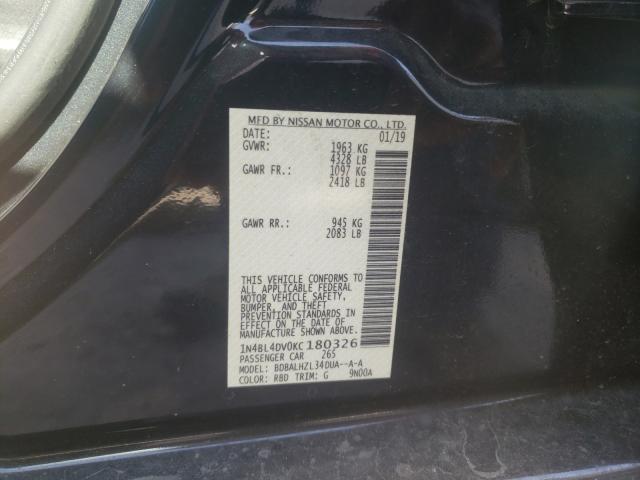 MFD BY NISSAN MOTOR CO., LTD.
DATE: 01/19
GVWR: 1963 KG
4328 LB
GAWR FR.: 1097 KG
2418 LB
GAWR RR.: 945 KG
2083 LB
THIS VEHICLE CONFORMS TO
ALL APPLICABLE FEDERAL
MOTOR VEHICLE SAFETY,
BUMPER, AND THEFT
PREVENTION STANDARDS IN
EFFECT ON THE DATE OF
MANUFACTURE SHOWN ABOVE.
1N4BL4DV0KC180326
PASSENGER CAR 265
MODEL: BDBALHZL34DUA--A-A
COLOR: RBD TRIM: G 9N00A